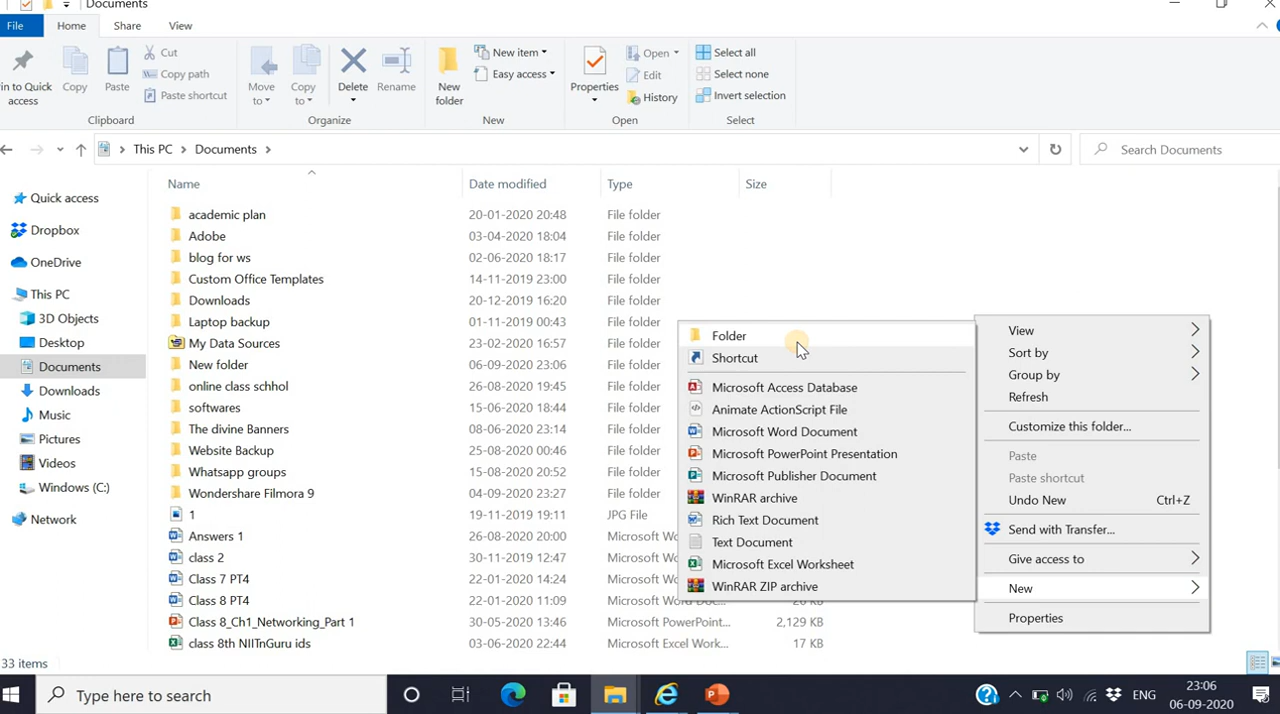 Documents
File Home Share View
in to Quick access
Copy
Paste
Cut
Copy path
Paste shortcut
Clipboard
Move to
Copy to
Delete
Rename
Organize
New folder
New item
Easy access
New
Properties
Open
Edit
History
Open
Select all
Select none
Invert selection
Select
This PC > Documents >
Search Documents
Quick access
Dropbox
OneDrive
This PC
3D Objects
Desktop
Documents
Downloads
Music
Pictures
Videos
Windows (C:)
Network
Name Date modified Type Size
academic plan 20-01-2020 20:48 File folder
Adobe 03-04-2020 18:04 File folder
blog for ws 02-06-2020 18:17 File folder
Custom Office Templates 14-11-2019 23:00 File folder
Downloads 20-12-2019 16:20 File folder
Laptop backup 01-11-2019 00:43 File folder
My Data Sources 23-02-2020 16:57 File folder
New folder 06-09-2020 23:06 File folder
online class schhol 26-08-2020 19:45 File folder
softwares 15-06-2020 18:44 File folder
The divine Banners 08-06-2020 23:14 File folder
Website Backup 25-08-2020 00:46 File folder
Whatsapp groups 15-08-2020 20:52 File folder
Wondershare Filmora 9 04-09-2020 23:27 File folder
1 19-11-2019 19:11 JPG File
Answers 1 26-08-2020 20:00 Microsoft Wo
class 2 30-11-2019 12:47 Microsoft Wo
Class 7 PT4 22-01-2020 14:24 Microsoft Wo
Class 8 PT4 22-01-2020 11:09 Microsoft Word Doc...
Class 8_Ch1_Networking_Part 1 30-05-2020 13:46 Microsoft PowerPoint... 2,129 KB
class 8th NIITnGuru ids 03-06-2020 22:44 Microsoft Excel Work... 17 KB
Folder
Shortcut
Microsoft Access Database
Animate ActionScript File
Microsoft Word Document
Microsoft PowerPoint Presentation
Microsoft Publisher Document
WinRAR archive
Rich Text Document
Text Document
Microsoft Excel Worksheet
WinRAR ZIP archive
View
Sort by
Group by
Refresh
Customize this folder...
Paste
Paste shortcut
Undo New Ctrl+Z
Send with Transfer...
Give access to
New
Properties
33 items
Type here to search
ENG
23:06
06-09-2020